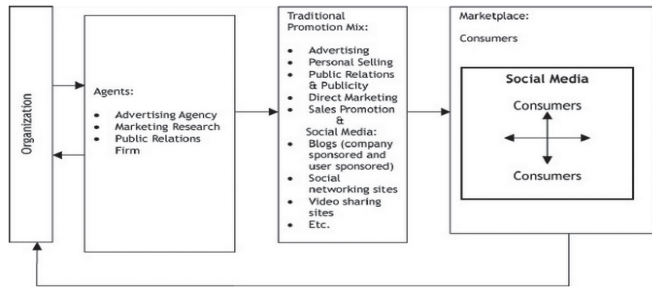 Organization
Agents:
• Advertising Agency
• Marketing Research
• Public Relations
Firm
Traditional
Promotion Mix:
• Advertising
• Personal Selling
• Public Relations
& Publicity
• Direct Marketing
• Sales Promotion
&
Social Media:
• Blogs (company
sponsored and
user sponsored)
• Social
networking sites
• Video sharing
sites
• Etc.
Marketplace:
Consumers
Social Media
Consumers
Consumers